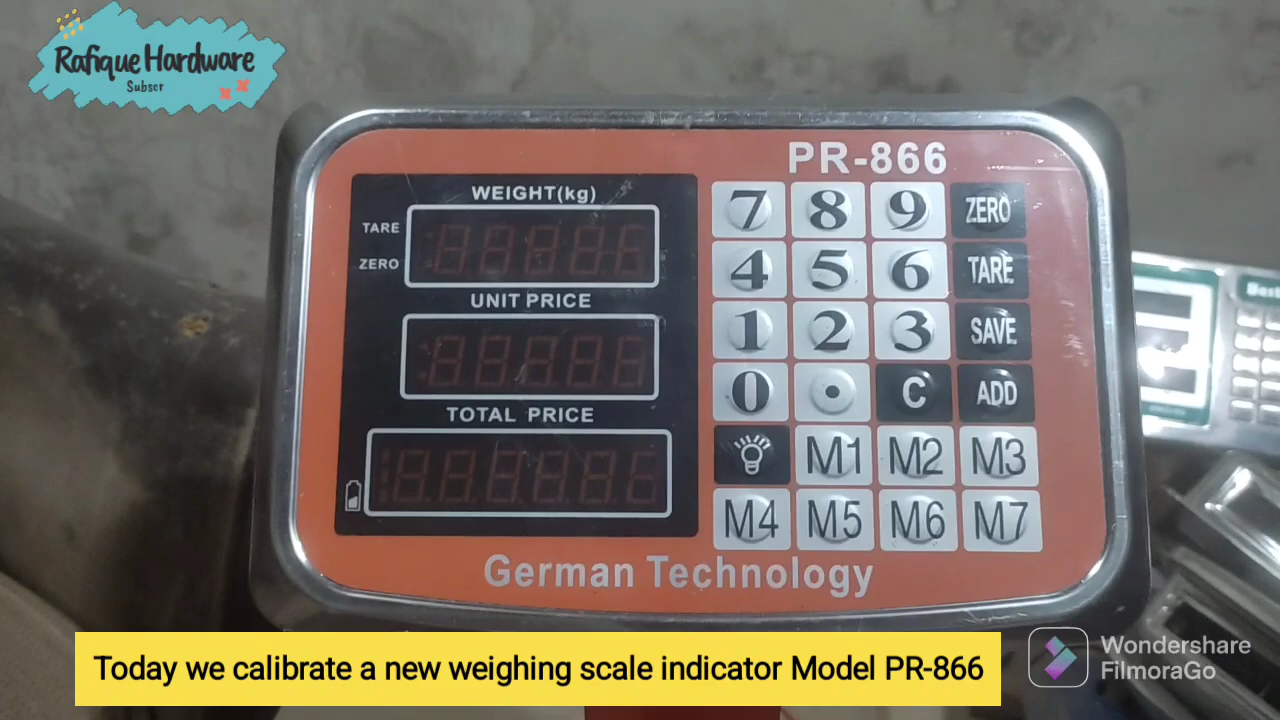 Rafique Hardware
Subscr
PR-866
WEIGHT(kg)
TARE
ZERO
UNIT PRICE
TOTAL PRICE
7 8 9 ZERO
4 5 6 TARE
1 2 3 SAVE
0 . C ADD
M1 M2 M3
M4 M5 M6 M7
German Technology
Today we calibrate a new weighing scale indicator Model PR-866
Wondershare
FilmoraGo